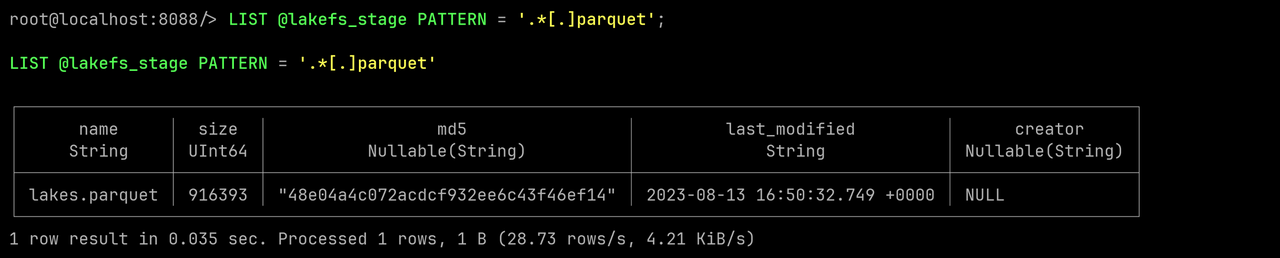 root@localhost:8088/> LIST @lakefs_stage PATTERN = '.*[.]parquet';
LIST @lakefs_stage PATTERN = '.*[.]parquet'
name size md5 last_modified creator
String UInt64 Nullable(String) String Nullable(String)
lakes.parquet 916393 "48e04a4c072acdcf932ee6c43f46ef14" 2023-08-13 16:50:32.749 +0000 NULL
1 row result in 0.035 sec. Processed 1 rows, 1 B (28.73 rows/s, 4.21 KiB/s)